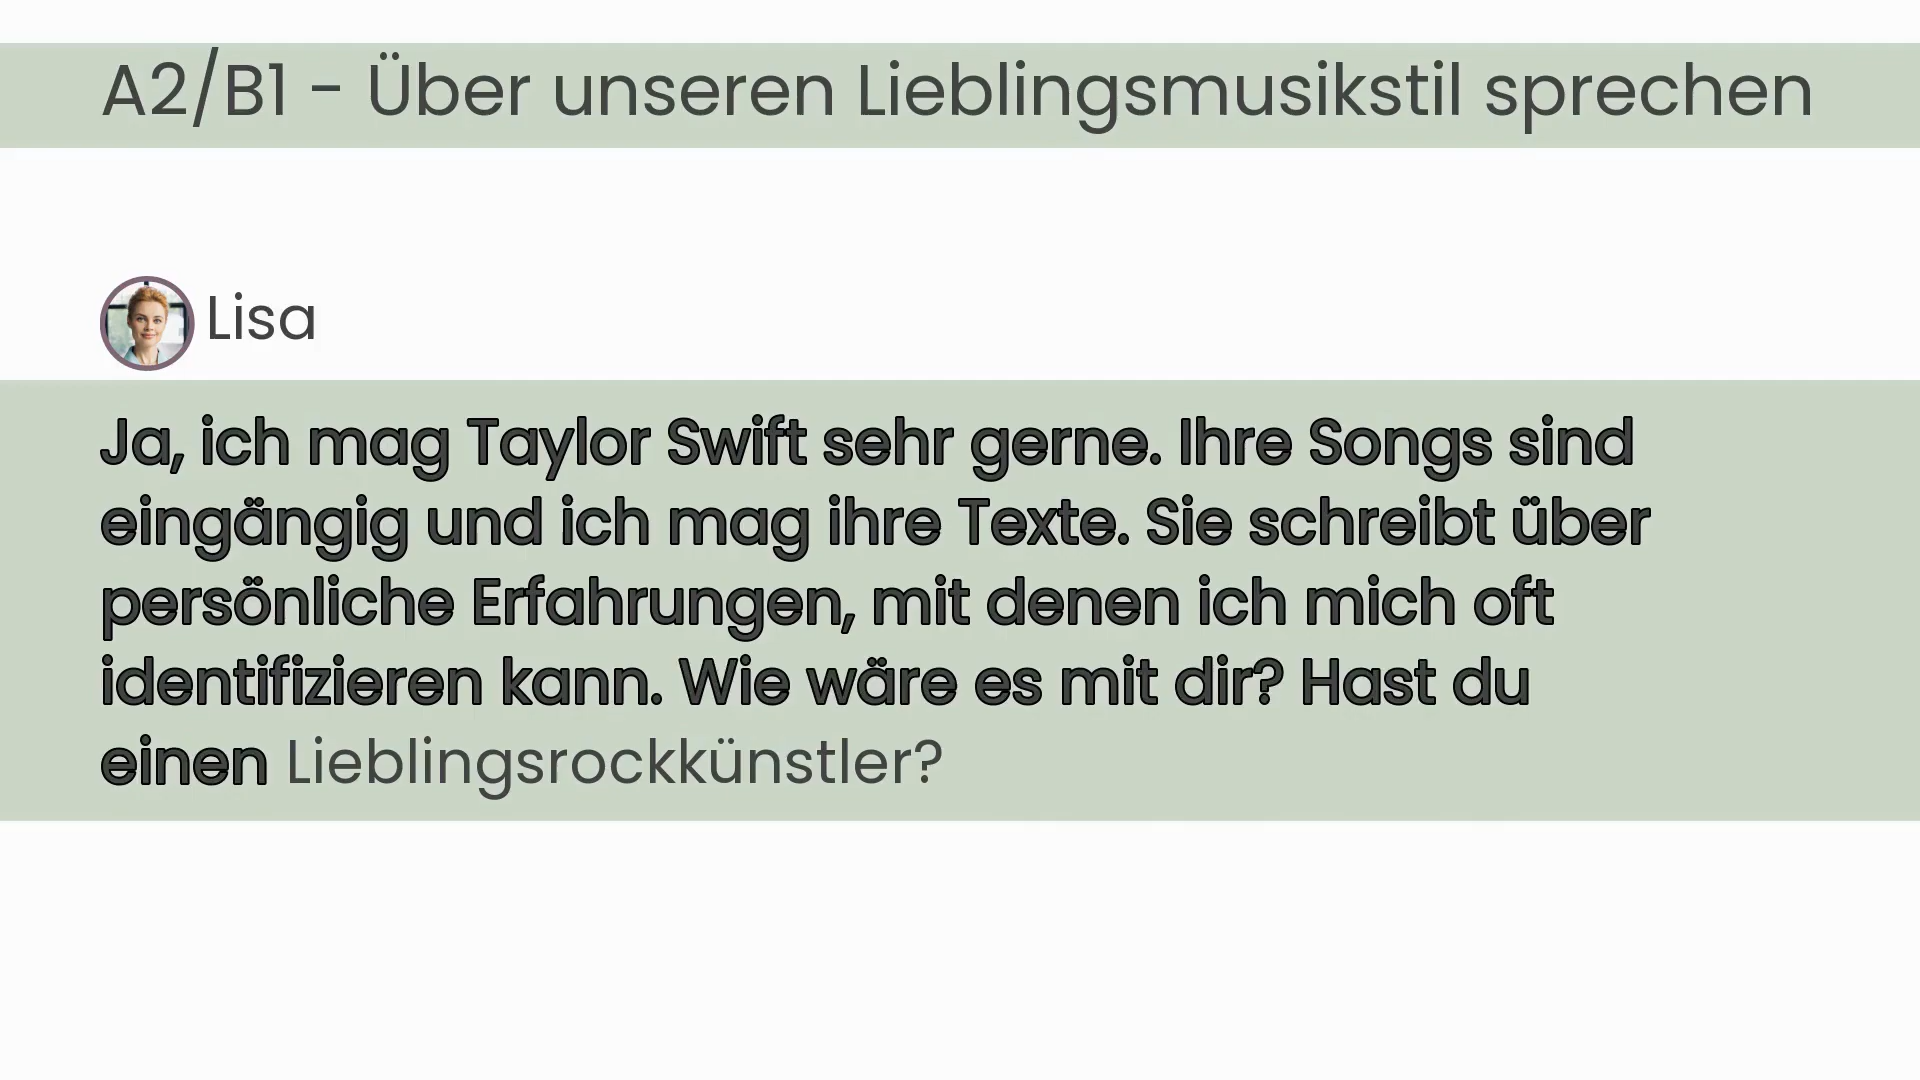 A2/B1 - Über unseren Lieblingsmusikstil sprechen
Lisa
Ja, ich mag Taylor Swift sehr gerne. Ihre Songs sind
eingängig und ich mag ihre Texte. Sie schreibt über
persönliche Erfahrungen, mit denen ich mich oft
identifizieren kann. Wie wäre es mit dir? Hast du
einen Lieblingsrockkünstler?